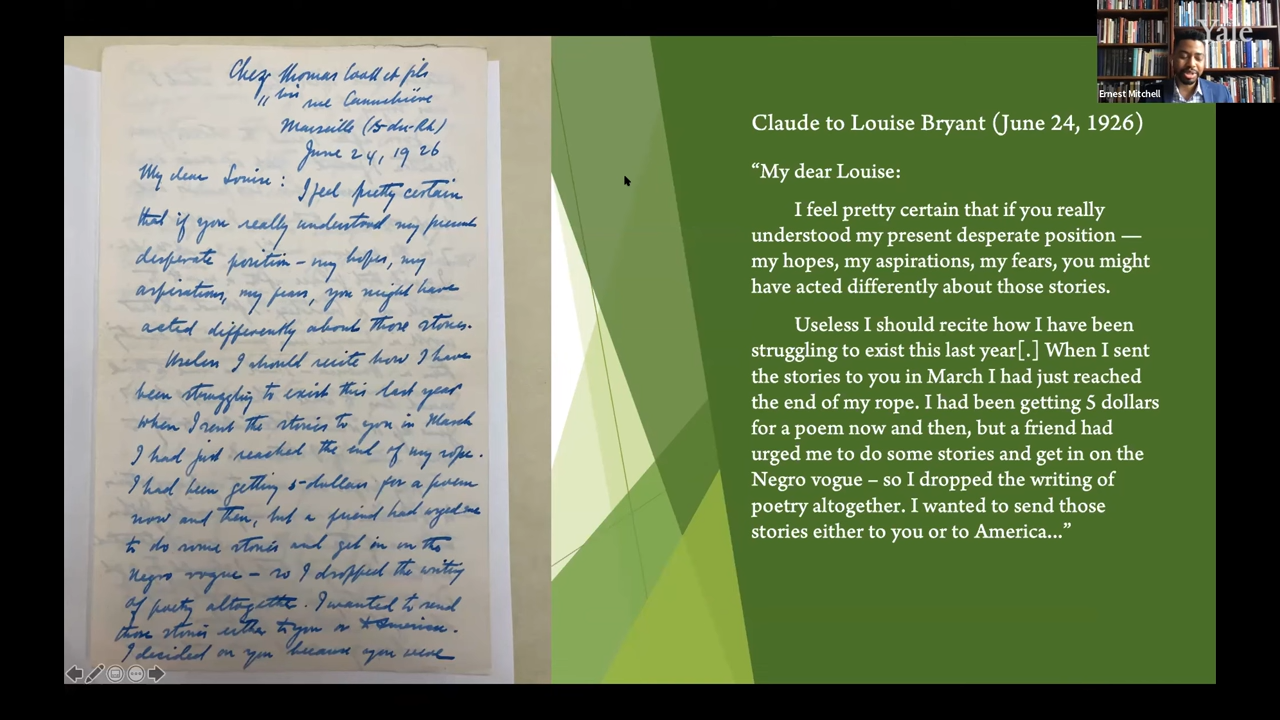 Chez Thomas Cook et fils
11 bis rue Cannebière
Marseille (B-du-Rh)
June 24, 1926
My dear Louise:
I feel pretty certain
that if you really understood my present
desperate position – my hopes, my
aspirations, my fears, you might have
acted differently about those stories.
Useless I should recite how I have
been struggling to exist this last year
When I sent the stories to you in March
I had just reached the end of my rope.
I had been getting 5-dollars for a poem
now and then, but a friend had urged me
to do some stories and get in on the
Negro vogue – so I dropped the writing
of poetry altogether. I wanted to send
those stories either to you or to America.
I decided on you because you were
Claude to Louise Bryant (June 24, 1926)
“My dear Louise:
I feel pretty certain that if you really
understood my present desperate position —
my hopes, my aspirations, my fears, you might
have acted differently about those stories.
Useless I should recite how I have been
struggling to exist this last year[.] When I sent
the stories to you in March I had just reached
the end of my rope. I had been getting 5 dollars
for a poem now and then, but a friend had
urged me to do some stories and get in on the
Negro vogue – so I dropped the writing of
poetry altogether. I wanted to send those
stories either to you or to America...”
Yale
Ernest Mitchell